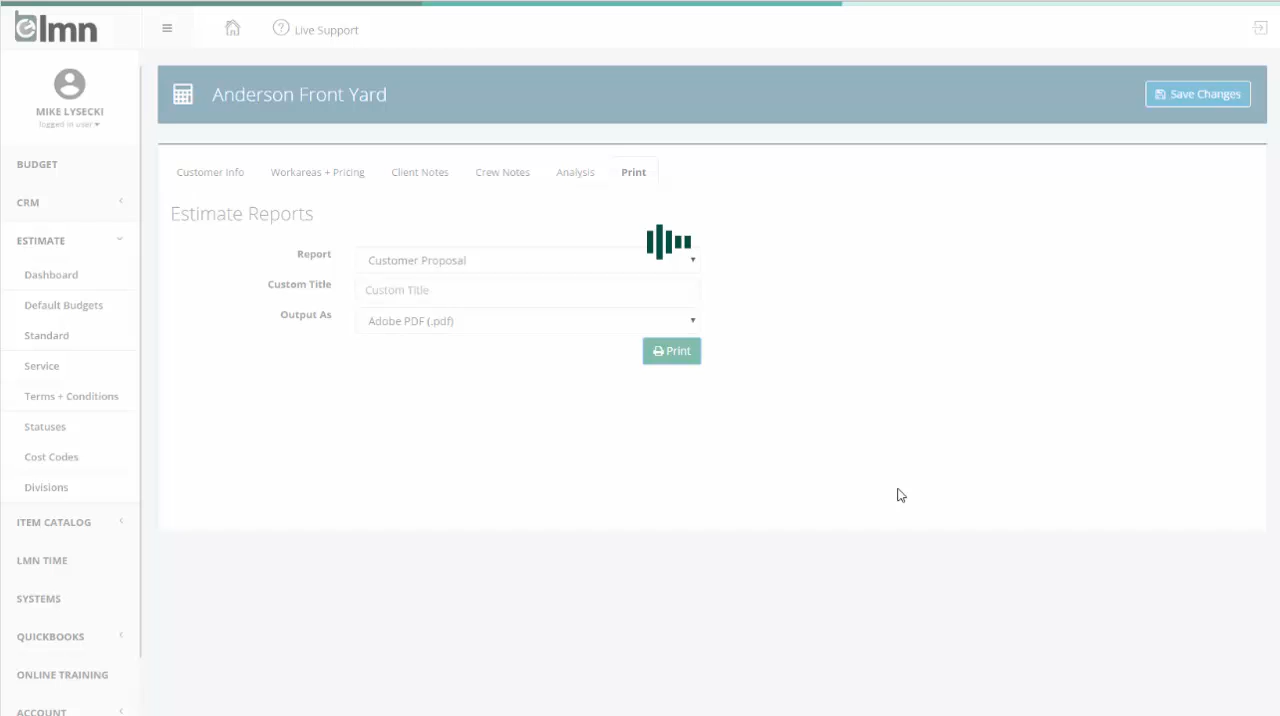 lmn
Live Support
MIKE LYSECKI
logged in user
BUDGET
CRM
ESTIMATE
Dashboard
Default Budgets
Standard
Service
Terms + Conditions
Statuses
Cost Codes
Divisions
ITEM CATALOG
LMN TIME
SYSTEMS
QUICKBOOKS
ONLINE TRAINING
ACCOUNT
Anderson Front Yard
Save Changes
Customer Info Workareas + Pricing Client Notes Crew Notes Analysis Print
Estimate Reports
Report Customer Proposal
Custom Title Custom Title
Output As Adobe PDF (.pdf)
Print